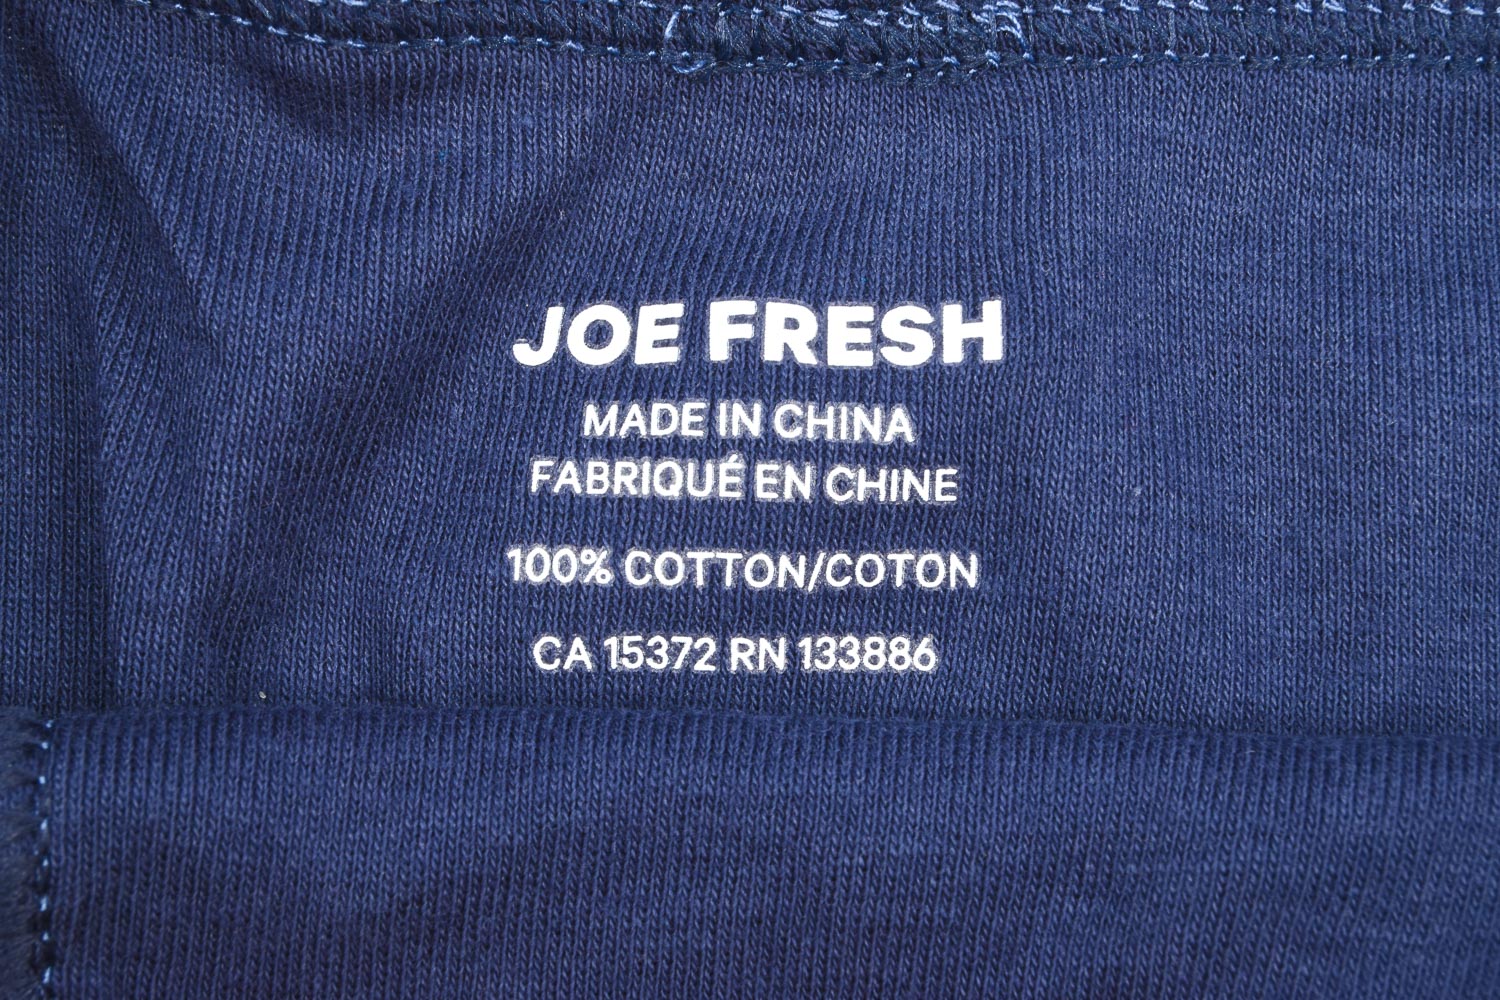 JOE FRESH
MADE IN CHINA
FABRIQUÉ EN CHINE
100% COTTON/COTON
CA 15372 RN 133886